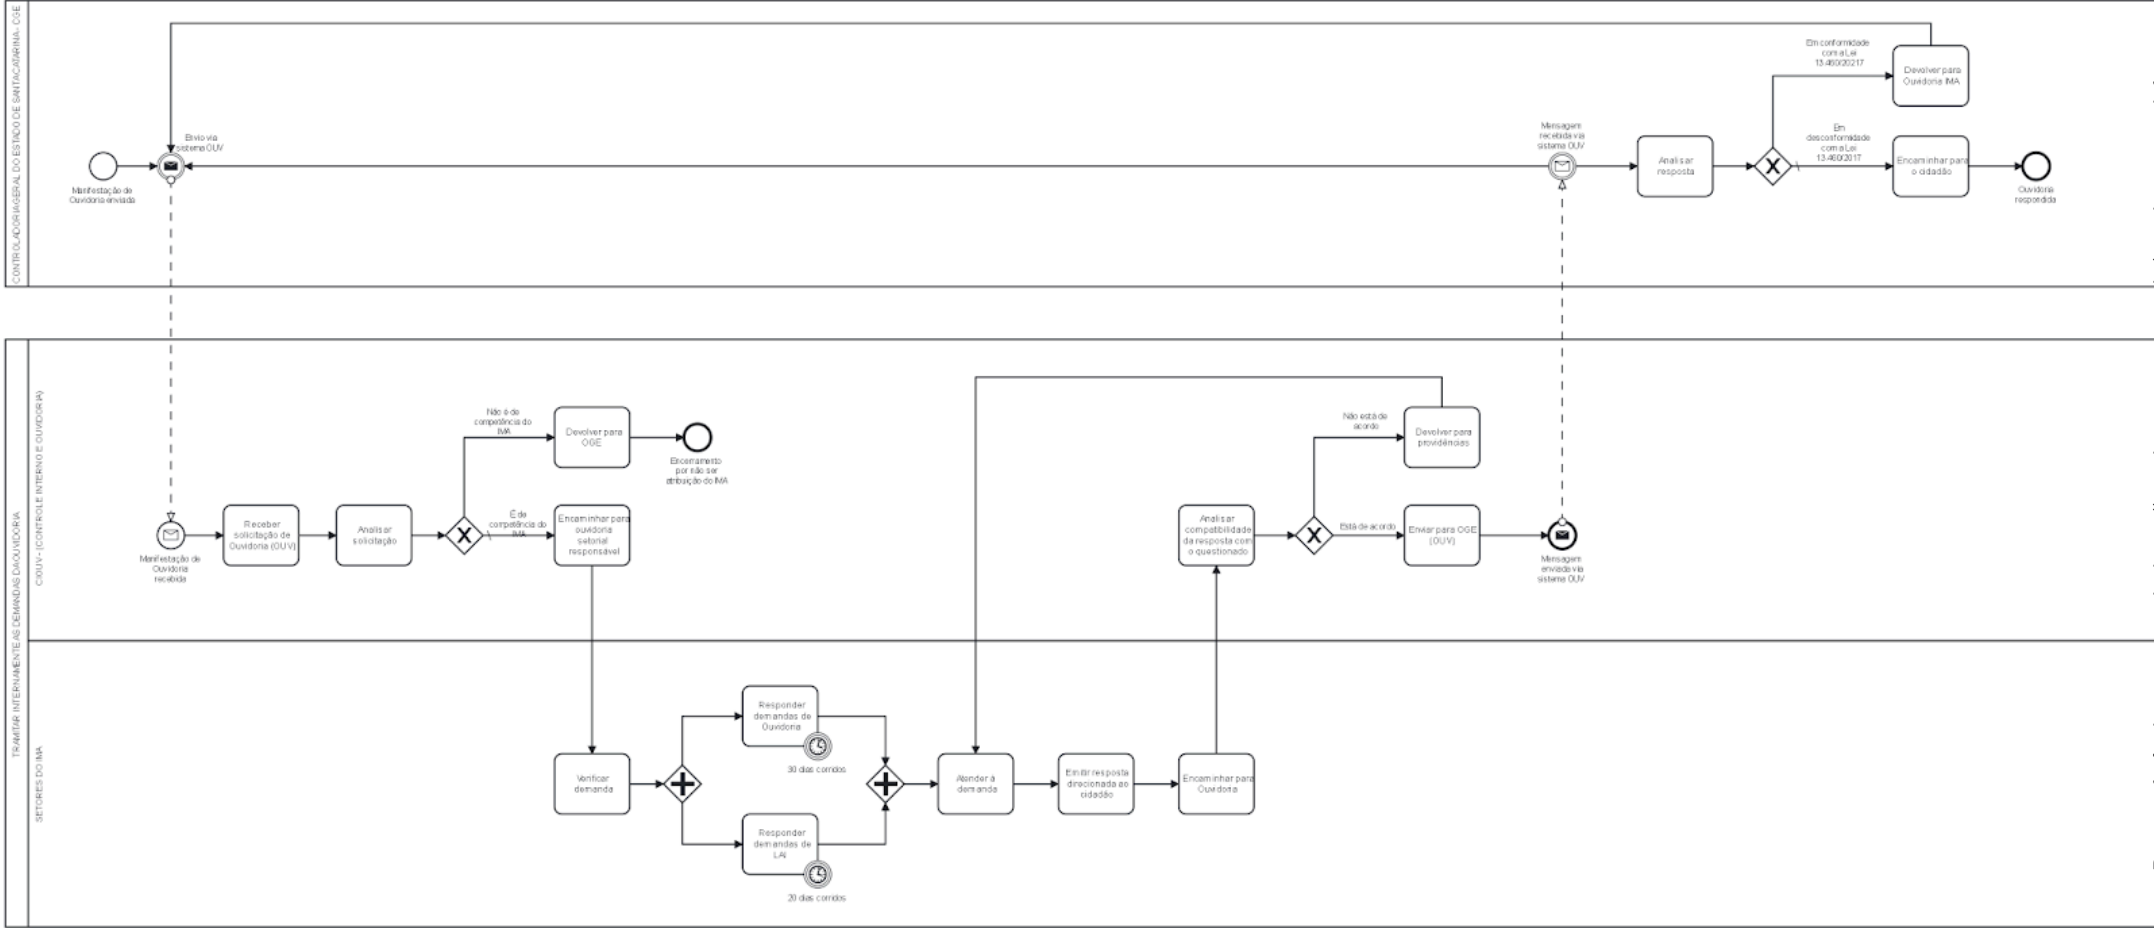 CONTROLADORIA GERAL DO ESTADO DE SANTA CATARINA - CGE
Manifestação de
Ouvidoria enviada
Envio via
sistema OUV
Mensagem
recebida via
sistema OUV
Analisar
resposta
Em conformidade
com a Lei
13.460/20217
Devolver para
Ouvidoria IMA
Em
desconformidade
com a Lei
13.460/2017
Encaminhar para
o cidadão
Ouvidoria
respondida
TRAMITAR INTERNAMENTE AS DEMANDAS DA OUVIDORIA
CIOUV - (CONTROLE INTERNO E OUVIDORIA)
Manifestação de
Ouvidoria
recebida
Receber
solicitação de
Ouvidoria (OUV)
Analisar
solicitação
Não é de
competência do
IMA
Devolver para
OGE
Encerramento
por não ser
atribuição do IMA
É de
competência do
IMA
Encaminhar para
ouvidoria
setorial
responsável
Analisar
compatibilidade
da resposta com
o questionado
Não está de
acordo
Devolver para
providências
Está de acordo
Enviar para OGE
(OUV)
Mensagem
enviada via
sistema OUV
SETORES DO IMA
Verificar
demanda
Responder
demandas de
Ouvidoria
30 dias corridos
Responder
demandas de
LAI
20 dias corridos
Atender à
demanda
Emitir resposta
direcionada ao
cidadão
Encaminhar para
Ouvidoria